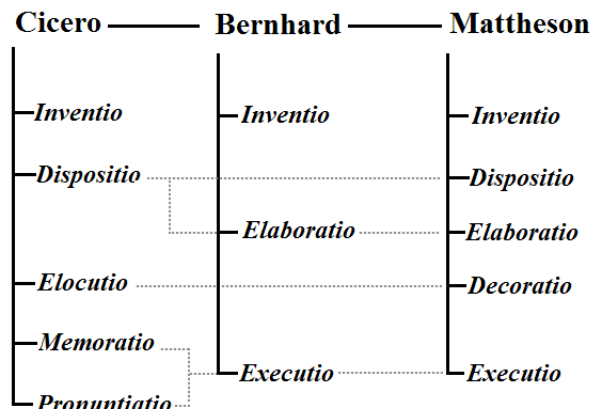 Cicero Bernhard Mattheson
Inventio Inventio Inventio
Dispositio Dispositio
Elaboratio Elaboratio
Elocutio Decoratio
Memoratio
Executio Executio
Pronuntiatio